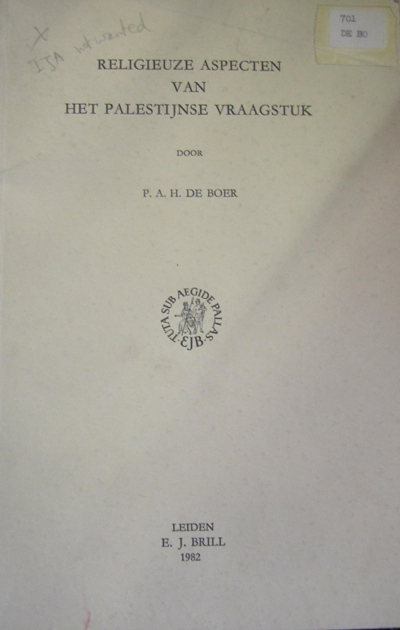 701
DE BO
X
IJA not wanted
RELIGIEUZE ASPECTEN
VAN
HET PALESTIJNSE VRAAGSTUK
DOOR
P. A. H. DE BOER
TUTA SUB AEGIDE PALLAS
·EJB·
LEIDEN
E. J. BRILL
1982